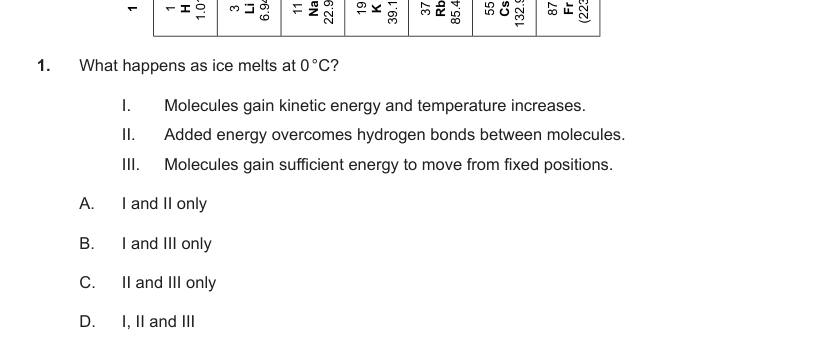 1
1
H
1.0
3
Li
6.9
11
Na
22.9
19
K
39.1
37
Rb
85.4
55
Cs
132.9
87
Fr
(223
1. What happens as ice melts at 0 °C?
I. Molecules gain kinetic energy and temperature increases.
II. Added energy overcomes hydrogen bonds between molecules.
III. Molecules gain sufficient energy to move from fixed positions.
A. I and II only
B. I and III only
C. II and III only
D. I, II and III